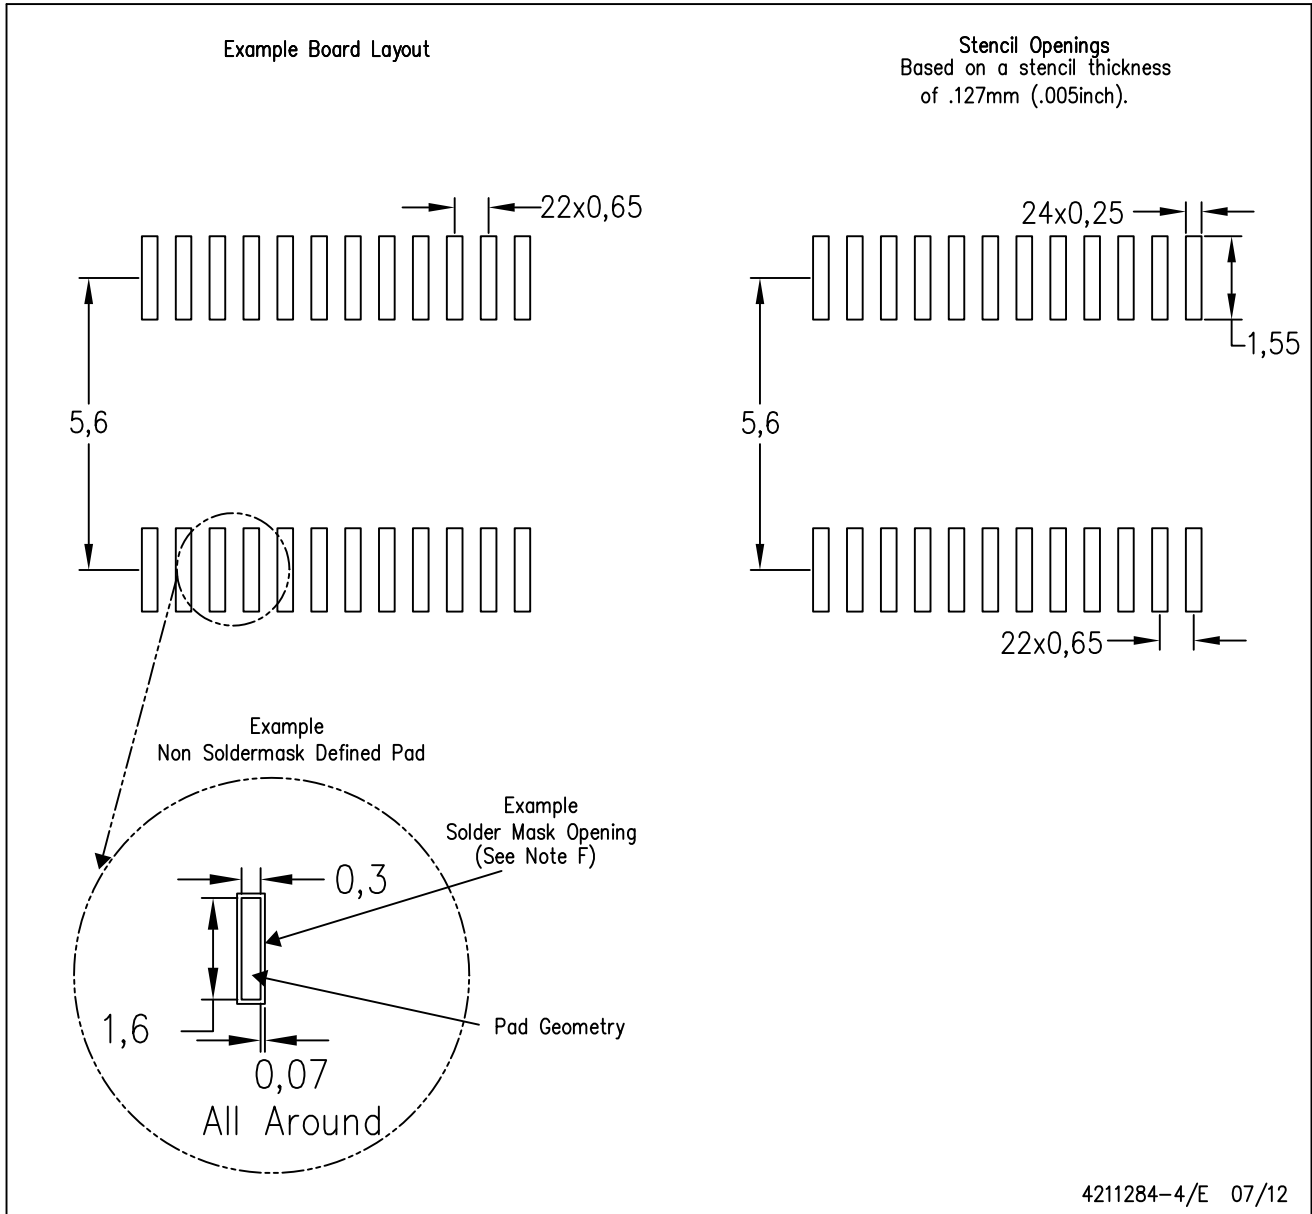 Example Board Layout
Stencil Openings
Based on a stencil thickness
of .127mm (.005inch).
22x0,65
24x0,25
1,55
5,6
5,6
22x0,65
Example
Non Soldermask Defined Pad
Example
Solder Mask Opening
(See Note F)
0,3
1,6
Pad Geometry
0,07
All Around
4211284-4/E 07/12